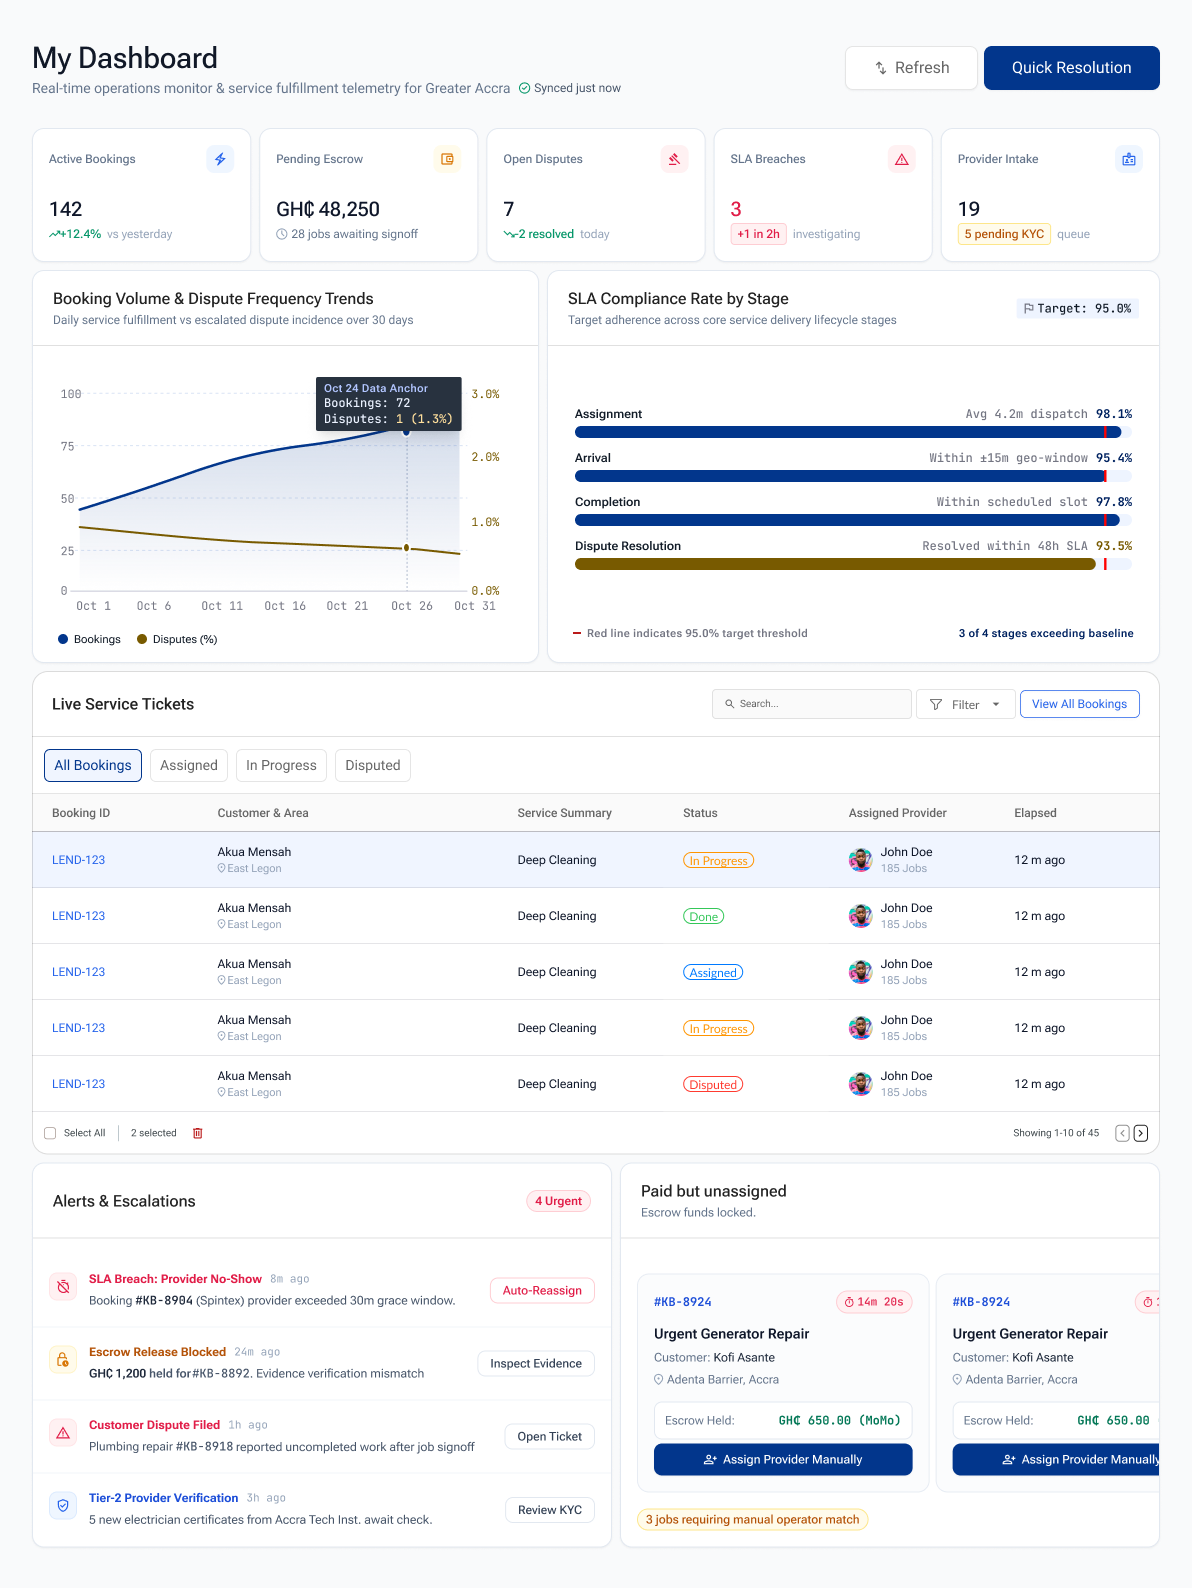 My Dashboard
Real-time operations monitor & service fulfillment telemetry for Greater Accra Synced just now
Refresh
Quick Resolution
Active Bookings
142
+12.4% vs yesterday
Pending Escrow
GH₵ 48,250
28 jobs awaiting signoff
Open Disputes
7
-2 resolved today
SLA Breaches
3
+1 in 2h investigating
Provider Intake
19
5 pending KYC queue
Booking Volume & Dispute Frequency Trends
Daily service fulfillment vs escalated dispute incidence over 30 days
Oct 24 Data Anchor
Bookings: 72
Disputes: 1 (1.3%)
100
75
50
25
0
3.0%
2.0%
1.0%
0.0%
Oct 1 Oct 6 Oct 11 Oct 16 Oct 21 Oct 26 Oct 31
Bookings Disputes (%)
SLA Compliance Rate by Stage
Target adherence across core service delivery lifecycle stages
Target: 95.0%
Assignment Avg 4.2m dispatch 98.1%
Arrival Within ±15m geo-window 95.4%
Completion Within scheduled slot 97.8%
Dispute Resolution Resolved within 48h SLA 93.5%
Red line indicates 95.0% target threshold
3 of 4 stages exceeding baseline
Live Service Tickets
Search...
Filter
View All Bookings
All Bookings Assigned In Progress Disputed
Booking ID Customer & Area Service Summary Status Assigned Provider Elapsed
LEND-123 Akua Mensah Deep Cleaning In Progress John Doe 12 m ago
East Legon 185 Jobs
LEND-123 Akua Mensah Deep Cleaning Done John Doe 12 m ago
East Legon 185 Jobs
LEND-123 Akua Mensah Deep Cleaning Assigned John Doe 12 m ago
East Legon 185 Jobs
LEND-123 Akua Mensah Deep Cleaning In Progress John Doe 12 m ago
East Legon 185 Jobs
LEND-123 Akua Mensah Deep Cleaning Disputed John Doe 12 m ago
East Legon 185 Jobs
Select All 2 selected
Showing 1-10 of 45
Alerts & Escalations
4 Urgent
SLA Breach: Provider No-Show 8m ago
Booking #KB-8904 (Spintex) provider exceeded 30m grace window.
Auto-Reassign
Escrow Release Blocked 24m ago
GH₵ 1,200 held for #KB-8892. Evidence verification mismatch
Inspect Evidence
Customer Dispute Filed 1h ago
Plumbing repair #KB-8918 reported uncompleted work after job signoff
Open Ticket
Tier-2 Provider Verification 3h ago
5 new electrician certificates from Accra Tech Inst. await check.
Review KYC
Paid but unassigned
Escrow funds locked.
#KB-8924 14m 20s
Urgent Generator Repair
Customer: Kofi Asante
Adenta Barrier, Accra
Escrow Held: GH₵ 650.00 (MoMo)
Assign Provider Manually
#KB-8924
Urgent Generator Repair
Customer: Kofi Asante
Adenta Barrier, Accra
Escrow Held: GH₵ 650.00
Assign Provider Manually
3 jobs requiring manual operator match